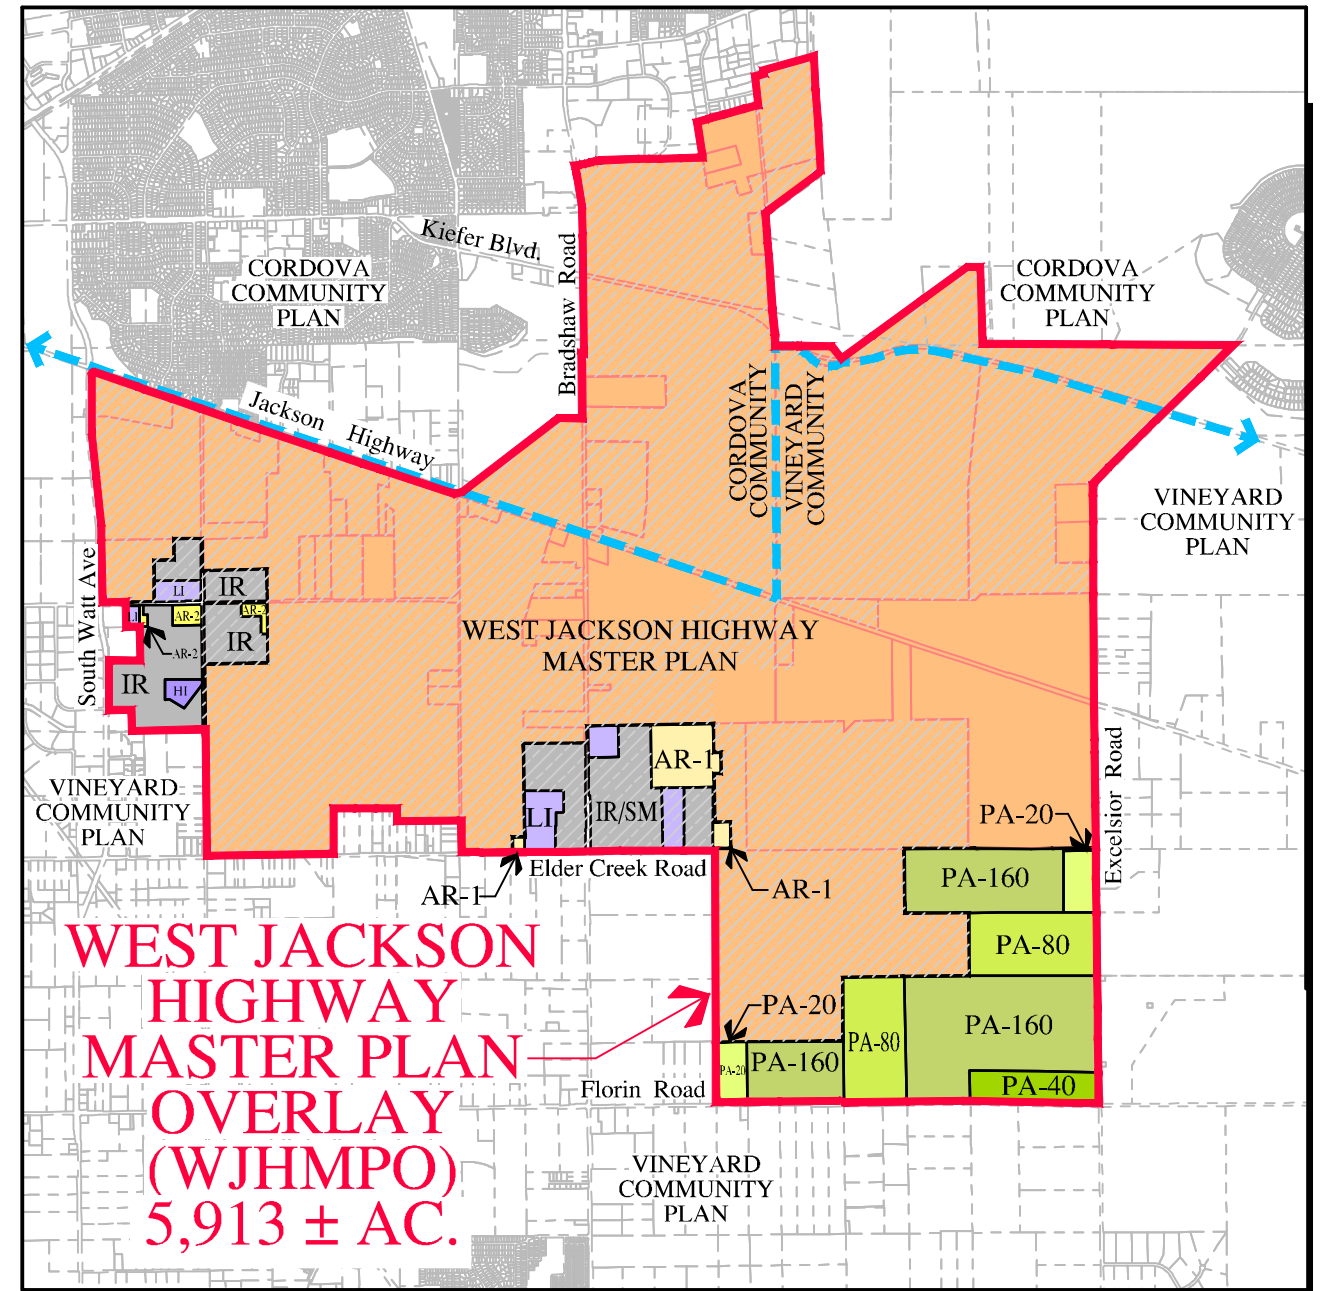 Kiefer Blvd.
CORDOVA
COMMUNITY
PLAN
Bradshaw Road
CORDOVA
COMMUNITY
PLAN
Jackson Highway
CORDOVA
COMMUNITY
VINEYARD
COMMUNITY
VINEYARD
COMMUNITY
PLAN
South Watt Ave
LI
IR
LI
AR-2
AR-2
IR
AR-2
IR
HI
WEST JACKSON HIGHWAY
MASTER PLAN
VINEYARD
COMMUNITY
PLAN
AR-1
LI
IR/SM
Excelsior Road
PA-20
Elder Creek Road
AR-1
AR-1
PA-160
PA-80
WEST JACKSON
HIGHWAY
MASTER PLAN
OVERLAY
(WJHMPO)
5,913 ± AC.
PA-20
PA-160
PA-80
PA-20
PA-160
PA-40
Florin Road
VINEYARD
COMMUNITY
PLAN